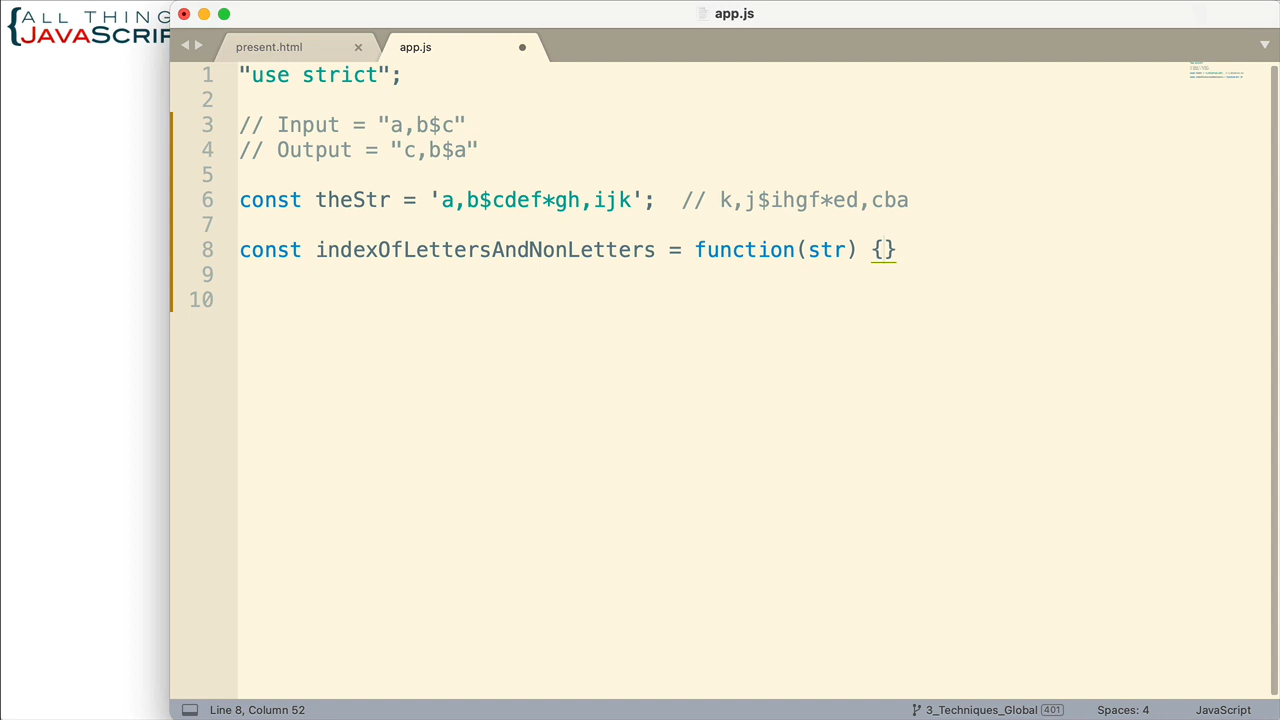 {ALL THING
JAVASCRIP
app.js
present.html
app.js
1 "use strict";
2
3 // Input = "a,b$c"
4 // Output = "c,b$a"
5
6 const theStr = 'a,b$cdef*gh,ijk'; // k,j$ihgf*ed,cba
7
8 const indexOfLettersAndNonLetters = function(str) {}
9
10
Line 8, Column 52 3_Techniques_Global 401 Spaces: 4 JavaScript